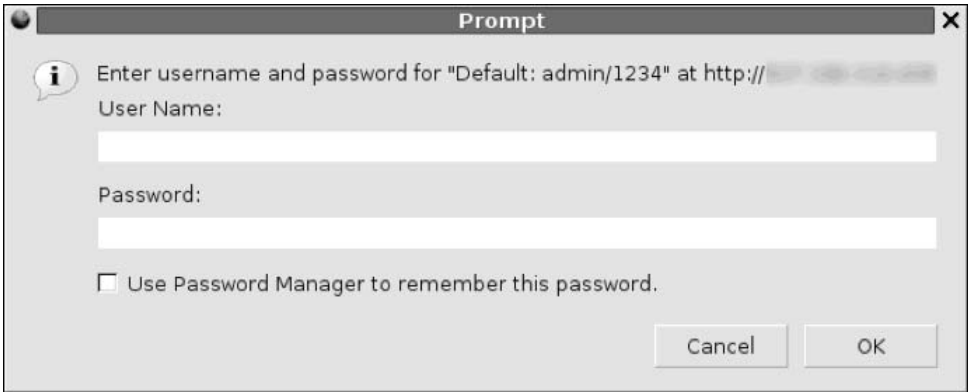 Prompt
Enter username and password for "Default: admin/1234" at http://
User Name:
Password:
Use Password Manager to remember this password.
Cancel
OK